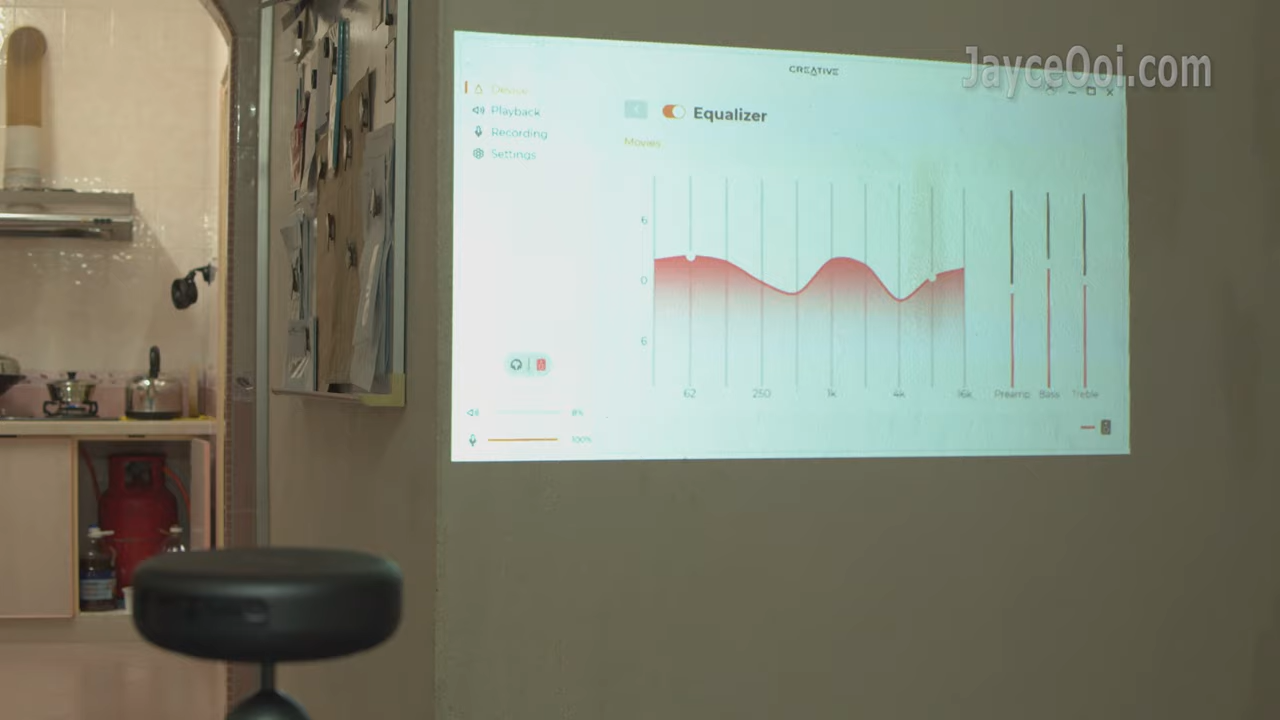 JayceOoi.com
CREATIVE
Device
Playback
Recording
Settings
Equalizer
Movies
6
0
6
62
250
1k
4k
16k
Preamp
Bass
Treble
8%
100%